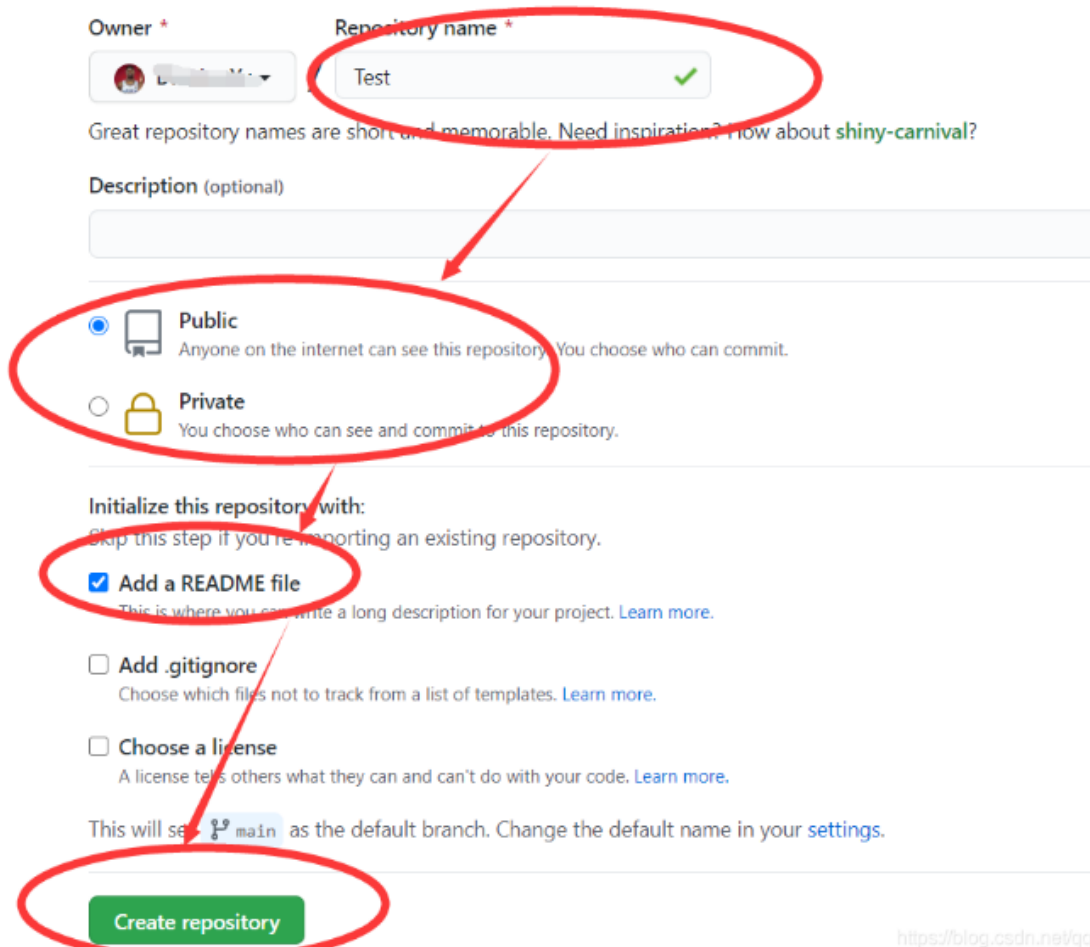 Owner *
Repository name *
/
Test
Great repository names are short and memorable. Need inspiration? How about shiny-carnival?
Description (optional)
Public
Anyone on the internet can see this repository. You choose who can commit.
Private
You choose who can see and commit to this repository.
Initialize this repository with:
Skip this step if you're importing an existing repository.
Add a README file
This is where you can write a long description for your project. Learn more.
Add .gitignore
Choose which files not to track from a list of templates. Learn more.
Choose a license
A license tells others what they can and can't do with your code. Learn more.
This will set main as the default branch. Change the default name in your settings.
Create repository
https://blog.csdn.net/qc